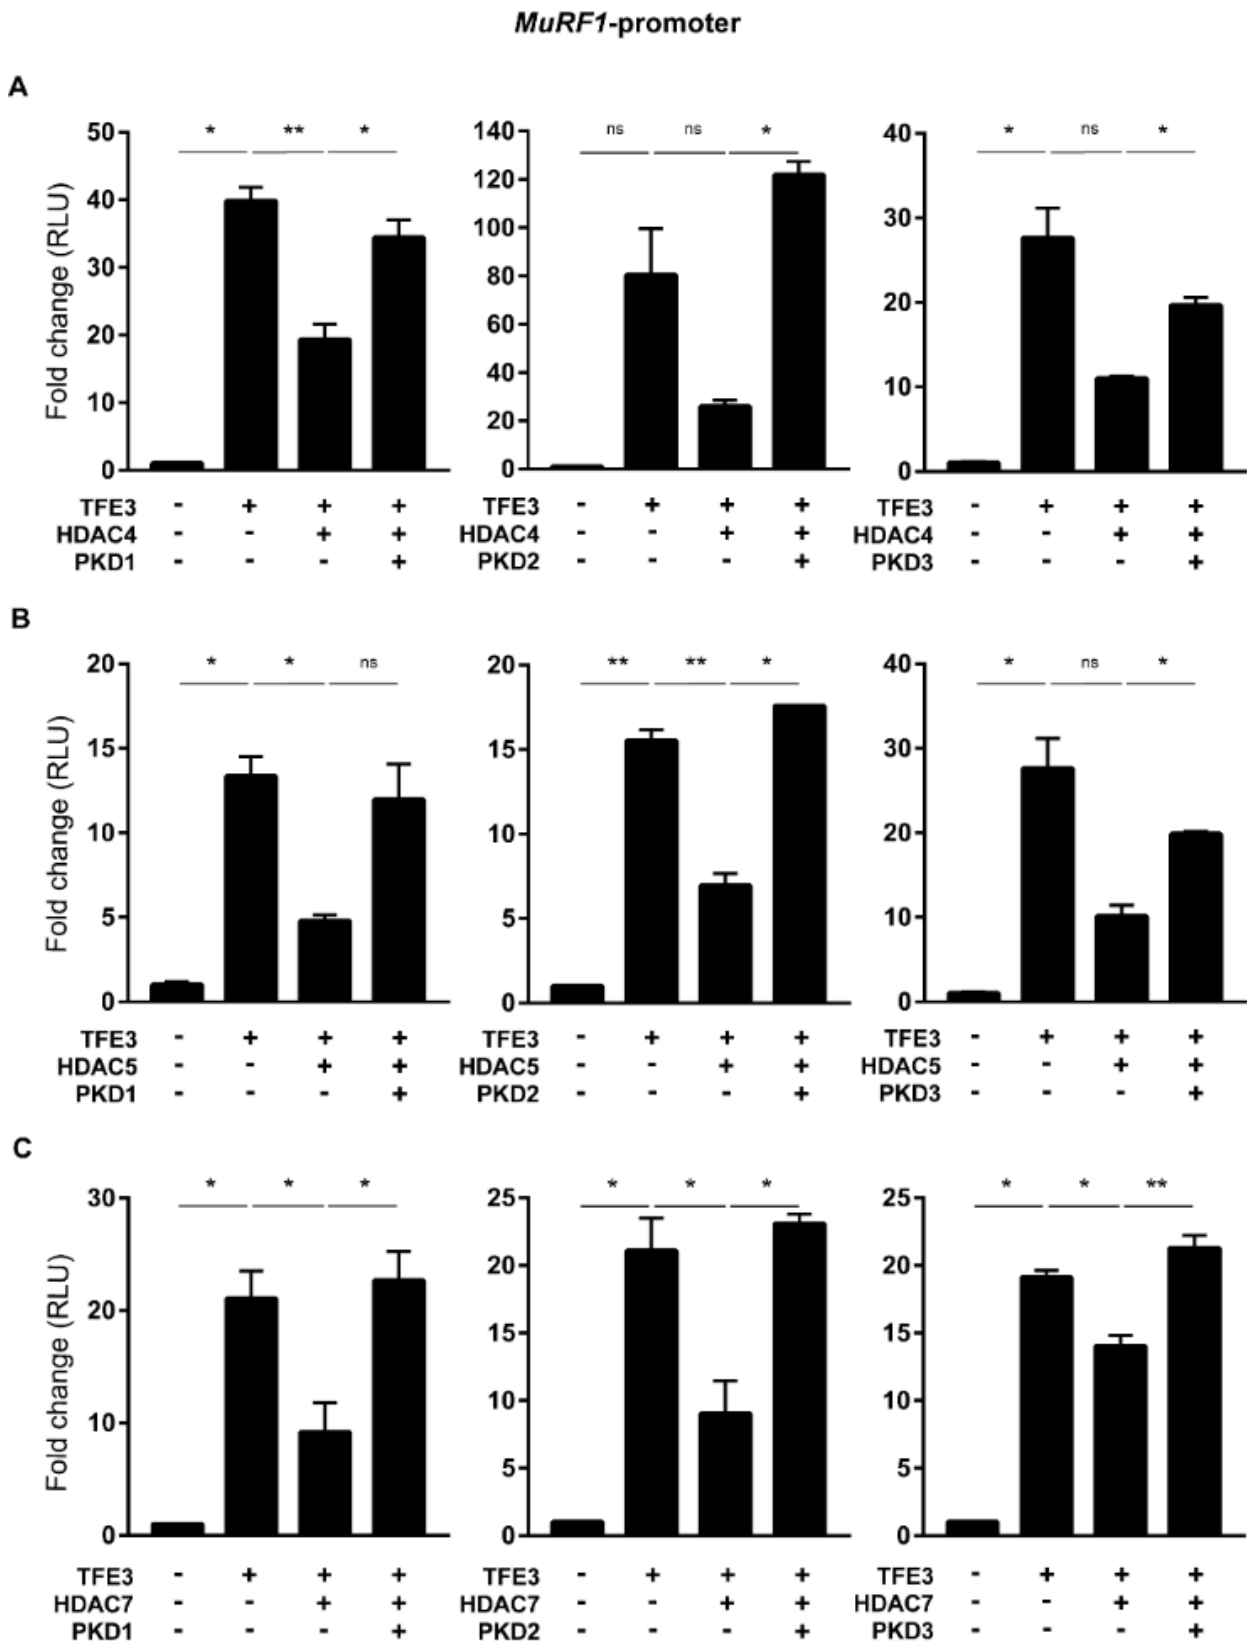 MuRF1-promoter
A
* ** *
ns ns *
* ns *
50
40
30
20
10
0
140
120
100
80
60
40
20
0
40
30
20
10
0
Fold change (RLU)
TFE3 - + + +
HDAC4 - - + +
PKD1 - - - +
TFE3 - + + +
HDAC4 - - + +
PKD2 - - - +
TFE3 - + + +
HDAC4 - - + +
PKD3 - - - +
B
* * ns
** ** *
* ns *
20
15
10
5
0
20
15
10
5
0
40
30
20
10
0
Fold change (RLU)
TFE3 - + + +
HDAC5 - - + +
PKD1 - - - +
TFE3 - + + +
HDAC5 - - + +
PKD2 - - - +
TFE3 - + + +
HDAC5 - - + +
PKD3 - - - +
C
* * *
* * *
* * **
30
20
10
0
25
20
15
10
5
0
25
20
15
10
5
0
Fold change (RLU)
TFE3 - + + +
HDAC7 - - + +
PKD1 - - - +
TFE3 - + + +
HDAC7 - - + +
PKD2 - - - +
TFE3 - + + +
HDAC7 - - + +
PKD3 - - - +